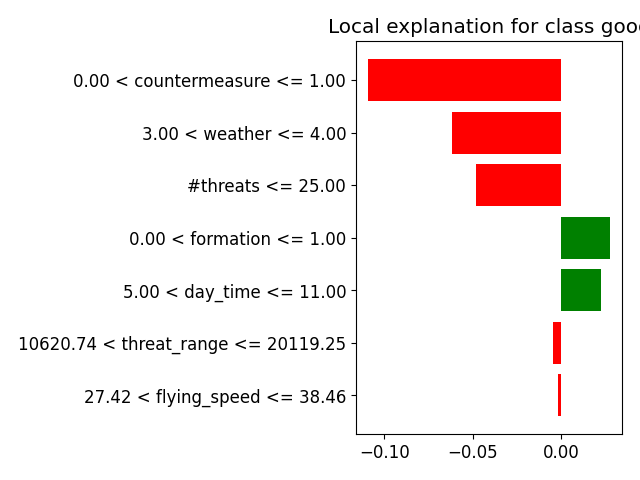 Local explanation for class goo
0.00 < countermeasure <= 1.00
3.00 < weather <= 4.00
#threats <= 25.00
0.00 < formation <= 1.00
5.00 < day_time <= 11.00
10620.74 < threat_range <= 20119.25
27.42 < flying_speed <= 38.46
−0.10 −0.05 0.00